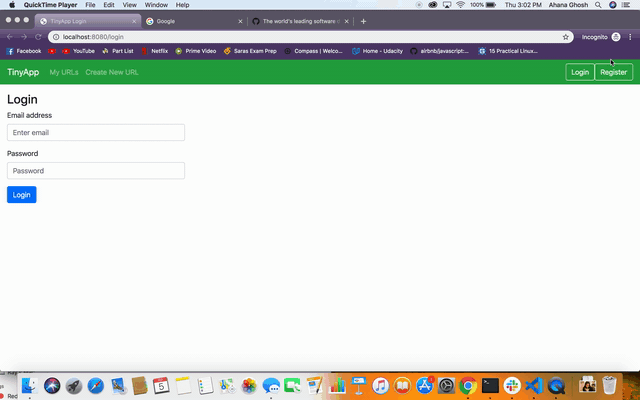 QuickTime Player File Edit View Window Help 100% Thu 3:02 PM Ahana Ghosh
TinyApp Login Google The world's leading software
localhost:8080/login Incognito
Facebook YouTube Part List Netflix Prime Video Saras Exam Prep Compass | Welco... Home - Udacity airbnb/javascript:... 15 Practical Linux...
TinyApp My URLs Create New URL Login Register
Login
Email address
Enter email
Password
Password
Login
5
Red